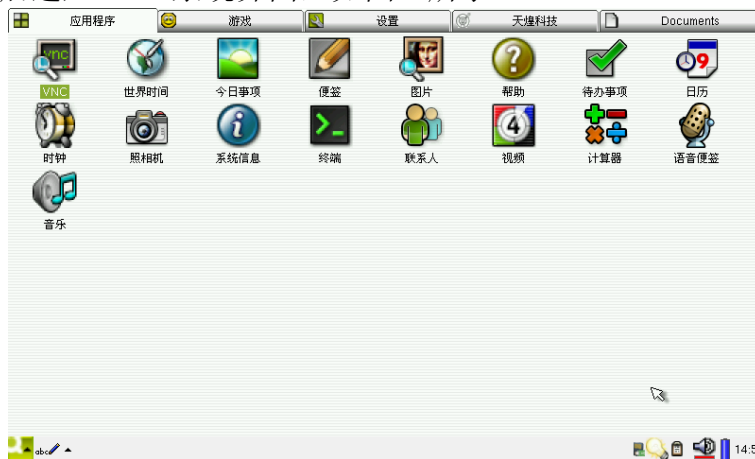 应用程序 游戏 设置 天煌科技 Documents
vnc
VNC 世界时间 今日事项 便签 图片 帮助 待办事项 日历
时钟 照相机 系统信息 终端 联系人 视频 计算器 语音便签
音乐
abc 14:5